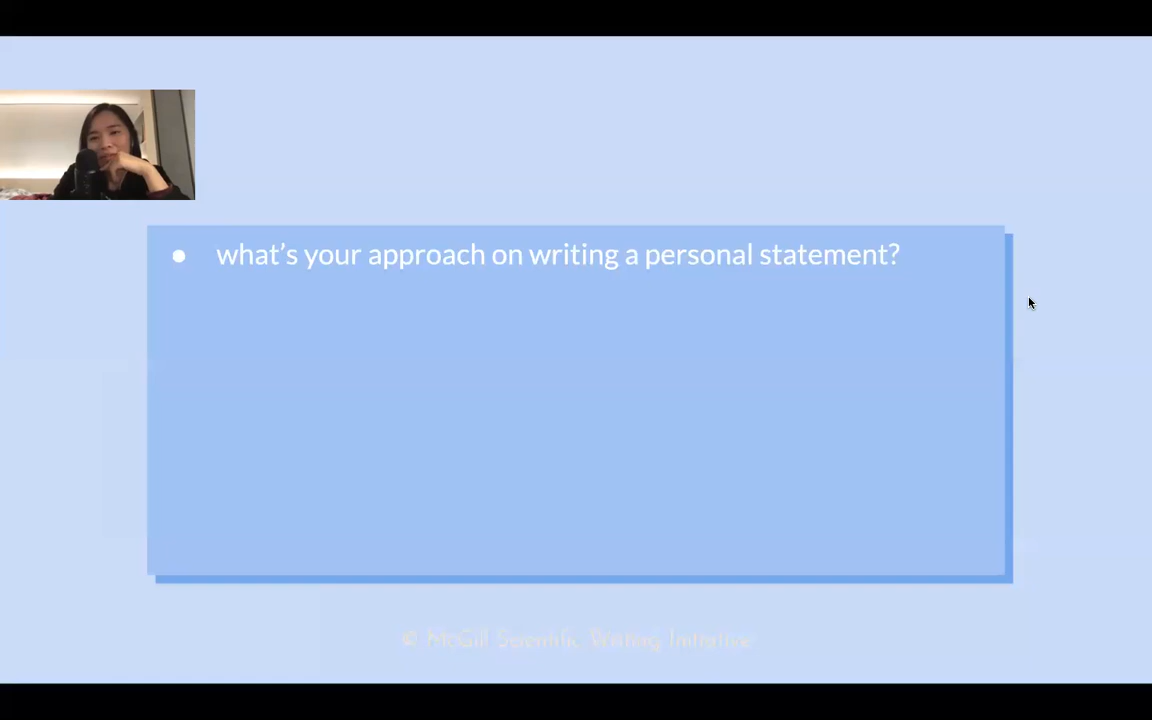 ● what's your approach on writing a personal statement?
© McGill Scientific Writing Initiative